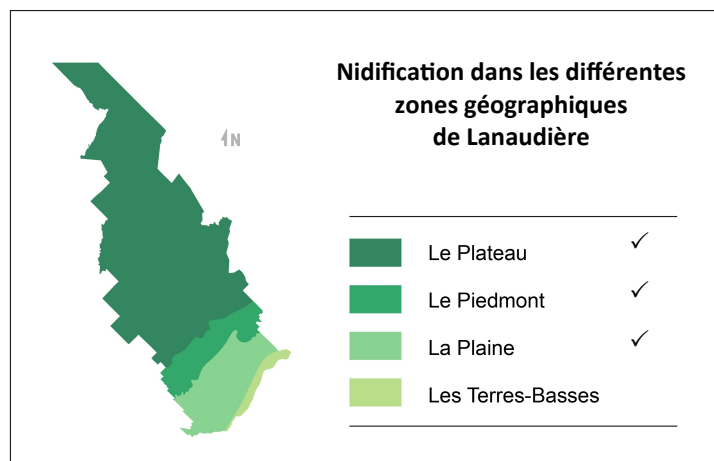 Nidification dans les différentes
zones géographiques
de Lanaudière
N
Le Plateau ✓
Le Piedmont ✓
La Plaine ✓
Les Terres-Basses